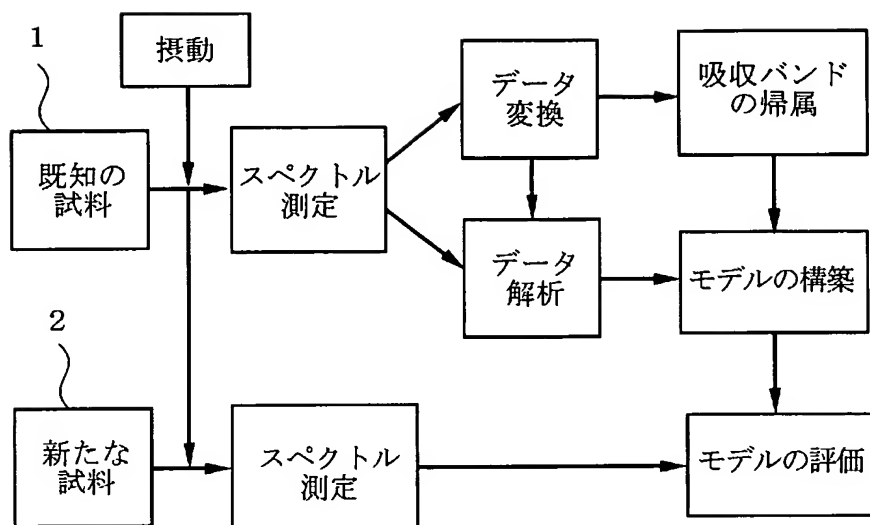 1
摂動
既知の
試料
スペクトル
測定
データ
変換
吸収バンド
の帰属
データ
解析
モデルの構築
2
新たな
試料
スペクトル
測定
モデルの評価